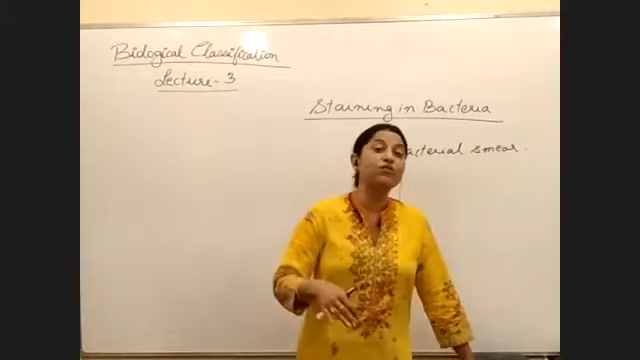 Biological Classification
Lecture - 3
Staining in Bacteria
acterial smear.